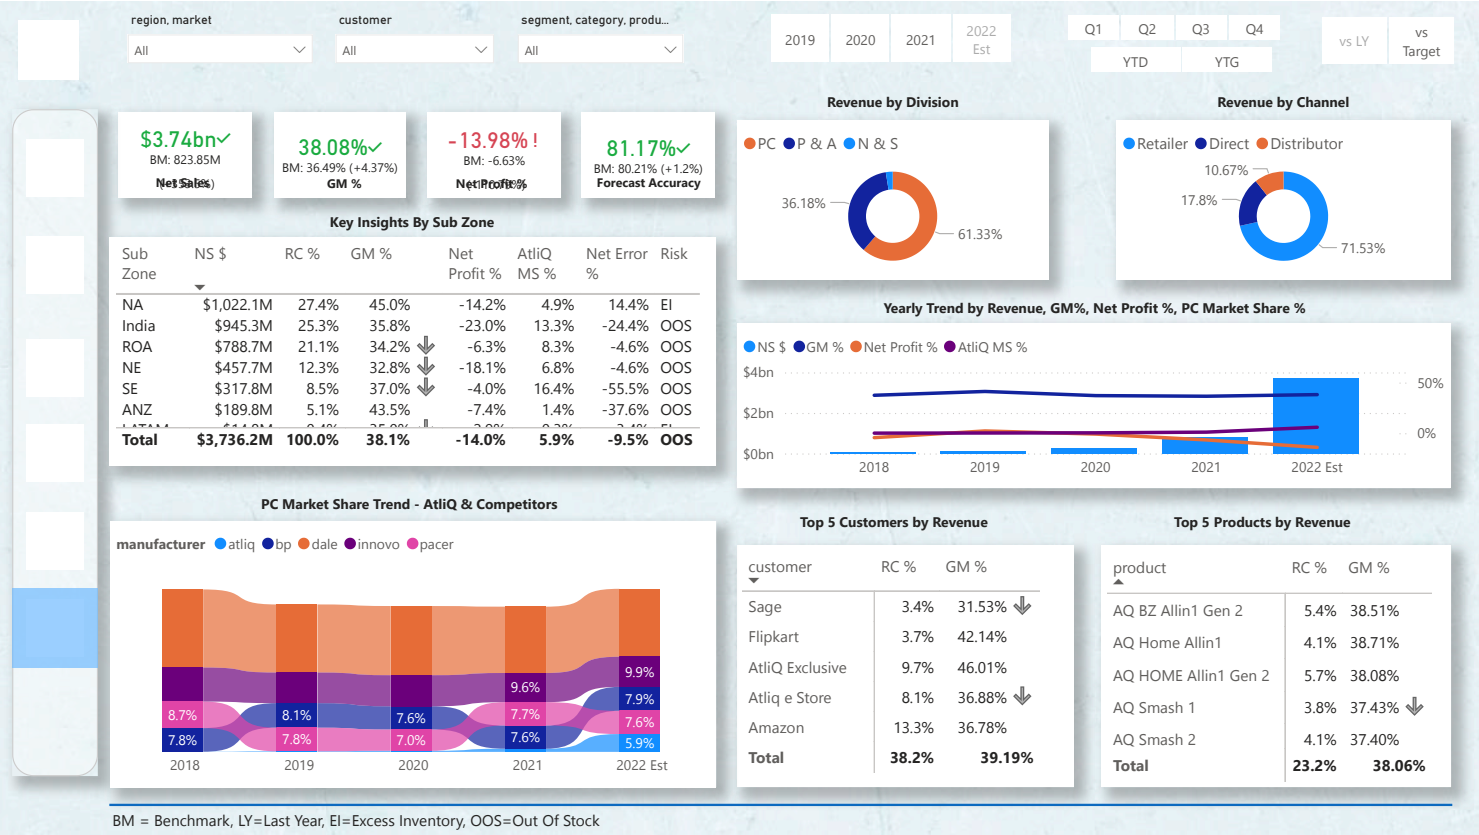 region, market
customer
segment, category, produ...
All
All
All
2019
2020
2021
2022
Est
Q1
Q2
Q3
Q4
YTD
YTG
vs LY
vs
Target
$3.74bn
BM: 823.85M
Net Sales
38.08%
BM: 36.49% (+4.37%)
GM %
-13.98% !
BM: -6.63%
Net Profit %
81.17%
BM: 80.21% (+1.2%)
Forecast Accuracy
Revenue by Division
PC P & A N & S
36.18%
61.33%
Revenue by Channel
Retailer Direct Distributor
10.67%
17.8%
71.53%
Key Insights By Sub Zone
Sub Zone NS $ RC % GM % Net Profit % AtliQ MS % Net Error % Risk
NA $1,022.1M 27.4% 45.0% -14.2% 4.9% 14.4% EI
India $945.3M 25.3% 35.8% -23.0% 13.3% -24.4% OOS
ROA $788.7M 21.1% 34.2% -6.3% 8.3% -4.6% OOS
NE $457.7M 12.3% 32.8% -18.1% 6.8% -4.6% OOS
SE $317.8M 8.5% 37.0% -4.0% 16.4% -55.5% OOS
ANZ $189.8M 5.1% 43.5% -7.4% 1.4% -37.6% OOS
Total $3,736.2M 100.0% 38.1% -14.0% 5.9% -9.5% OOS
Yearly Trend by Revenue, GM%, Net Profit %, PC Market Share %
NS $ GM % Net Profit % AtliQ MS %
$4bn
$2bn
$0bn
50%
0%
2018 2019 2020 2021 2022 Est
PC Market Share Trend - AtliQ & Competitors
manufacturer atliq bp dale innovo pacer
8.7%
7.8%
8.1%
7.8%
7.6%
7.0%
9.6%
7.7%
7.6%
9.9%
7.9%
7.6%
5.9%
2018 2019 2020 2021 2022 Est
Top 5 Customers by Revenue
customer RC % GM %
Sage 3.4% 31.53%
Flipkart 3.7% 42.14%
AtliQ Exclusive 9.7% 46.01%
Atliq e Store 8.1% 36.88%
Amazon 13.3% 36.78%
Total 38.2% 39.19%
Top 5 Products by Revenue
product RC % GM %
AQ BZ Allin1 Gen 2 5.4% 38.51%
AQ Home Allin1 4.1% 38.71%
AQ HOME Allin1 Gen 2 5.7% 38.08%
AQ Smash 1 3.8% 37.43%
AQ Smash 2 4.1% 37.40%
Total 23.2% 38.06%
BM = Benchmark, LY=Last Year, EI=Excess Inventory, OOS=Out Of Stock